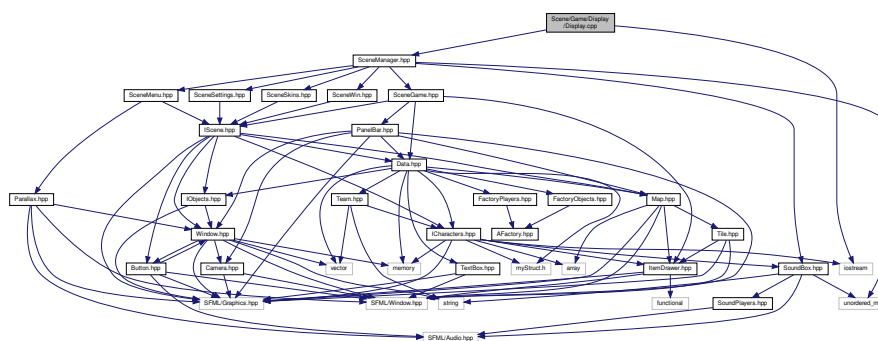 Scene/Game/Display
/Display.cpp
SceneManager.hpp
SceneMenu.hpp
SceneSettings.hpp
SceneSkins.hpp
SceneWin.hpp
SceneGame.hpp
IScene.hpp
PanelBar.hpp
Data.hpp
Parallax.hpp
IObjects.hpp
Team.hpp
FactoryPlayers.hpp
FactoryObjects.hpp
Map.hpp
Window.hpp
ICharacters.hpp
AFactory.hpp
Tile.hpp
Button.hpp
Camera.hpp
vector
memory
TextBox.hpp
myStruct.h
array
ItemDrawer.hpp
SoundBox.hpp
iostream
SFML/Graphics.hpp
SFML/Window.hpp
string
functional
SoundPlayers.hpp
unordered_m
SFML/Audio.hpp